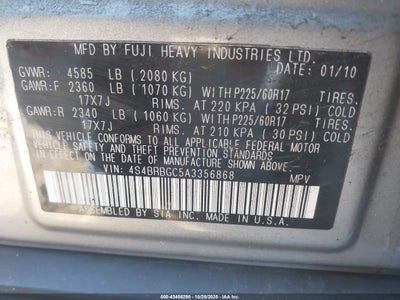 MFD BY FUJI HEAVY INDUSTRIES LTD.
GVWR: 4585 LB (2080 KG) DATE: 01/10
GAWR:F 2360 LB (1070 KG) WITH P225/60R17 TIRES,
17X7J RIMS, AT 220 KPA (32 PSI) COLD
GAWR:R 2340 LB (1060 KG) WITH P225/60R17 TIRES,
17X7J RIMS, AT 210 KPA (30 PSI) COLD
THIS VEHICLE CONFORMS TO ALL APPLICABLE FEDERAL MOTOR
VEHICLE SAFETY AND THEFT PREVENTION STANDARDS
IN EFFECT ON THE DATE OF MANUFACTURE SHOWN ABOVE.
VIN: 4S4BRBGC5A3356868 MPV
ASSEMBLED BY SIA INC. MADE IN U.S.A.
000-43456290 - 10/29/2025 - IAA Inc.